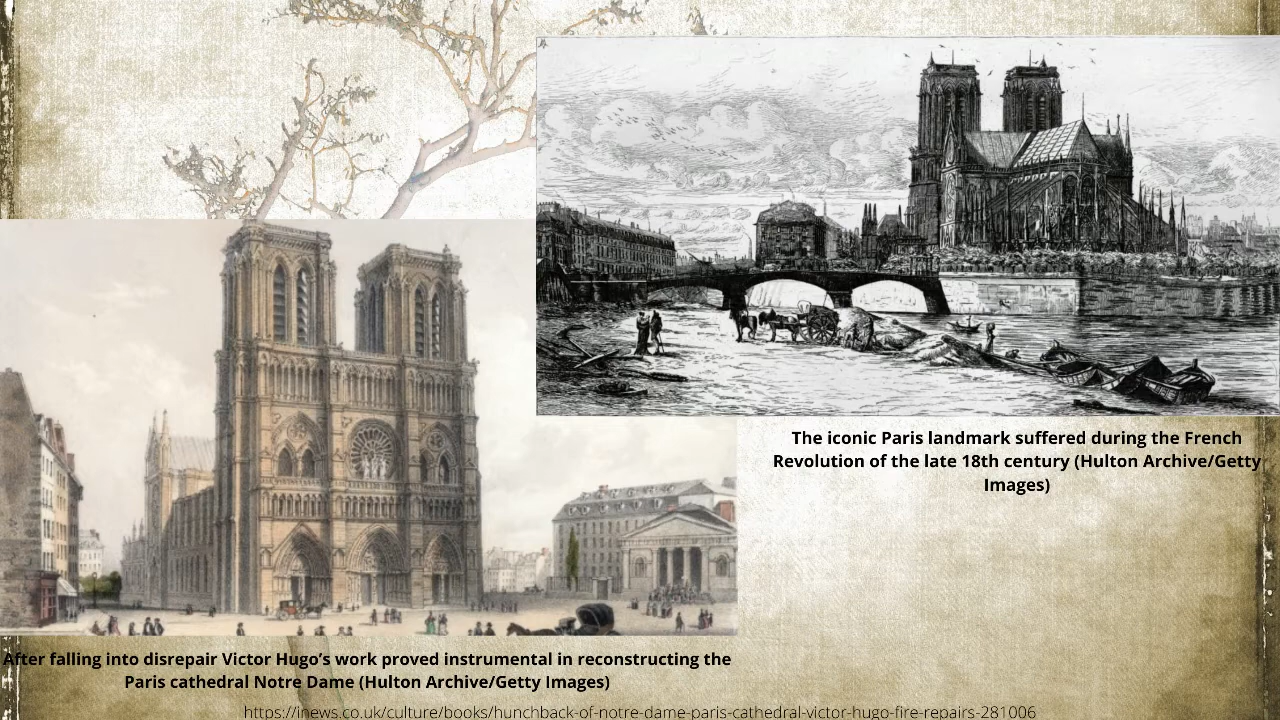 The iconic Paris landmark suffered during the French
Revolution of the late 18th century (Hulton Archive/Getty
Images)
After falling into disrepair Victor Hugo’s work proved instrumental in reconstructing the
Paris cathedral Notre Dame (Hulton Archive/Getty Images)
https://inews.co.uk/culture/books/hunchback-of-notre-dame-paris-cathedral-victor-hugo-fire-repairs-281006